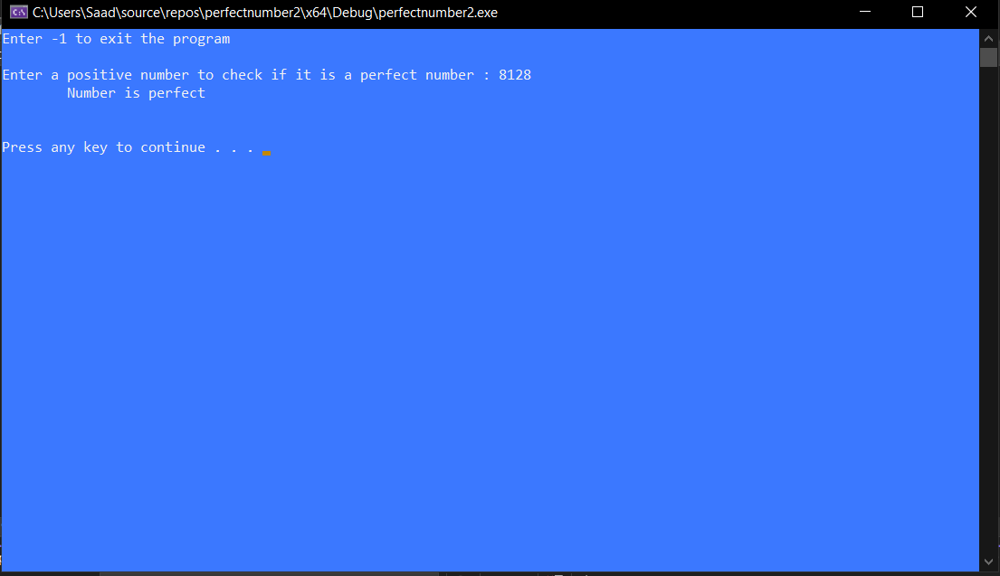 C:\Users\Saad\source\repos\perfectnumber2\x64\Debug\perfectnumber2.exe
Enter -1 to exit the program
Enter a positive number to check if it is a perfect number : 8128
Number is perfect
Press any key to continue . . .